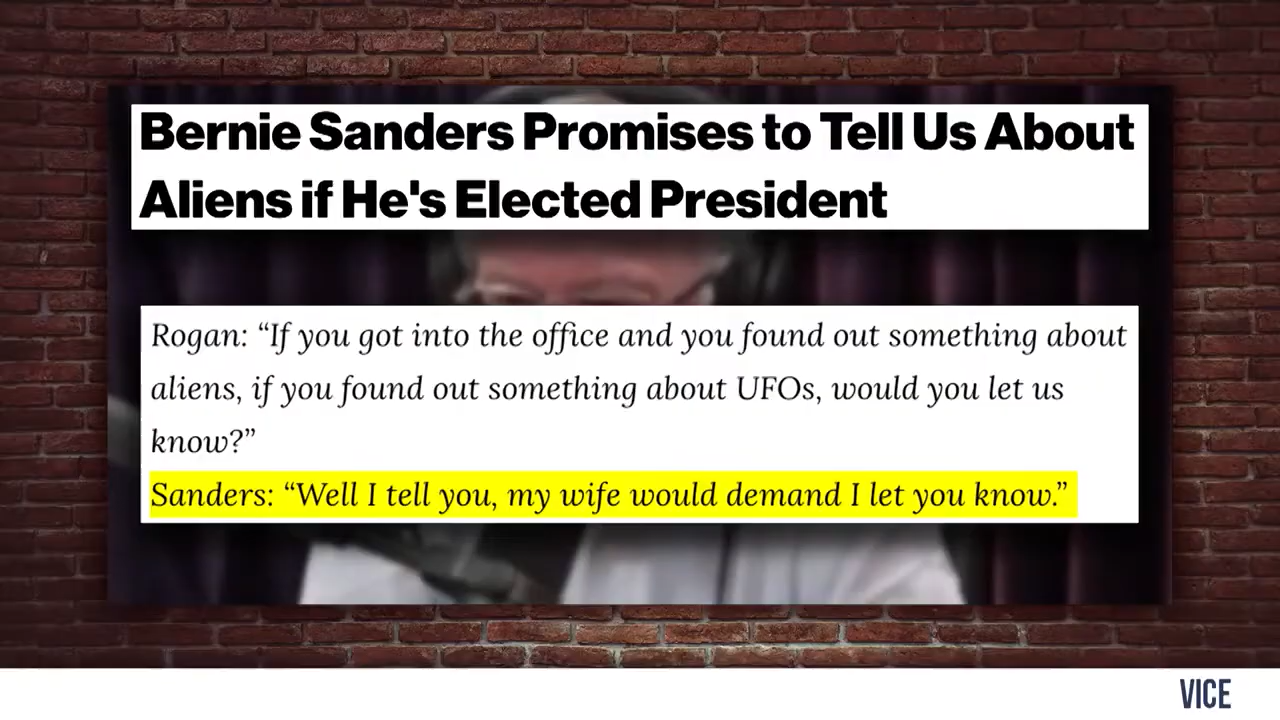 Bernie Sanders Promises to Tell Us About
Aliens if He's Elected President
Rogan: “If you got into the office and you found out something about
aliens, if you found out something about UFOs, would you let us
know?”
Sanders: “Well I tell you, my wife would demand I let you know.”
VICE